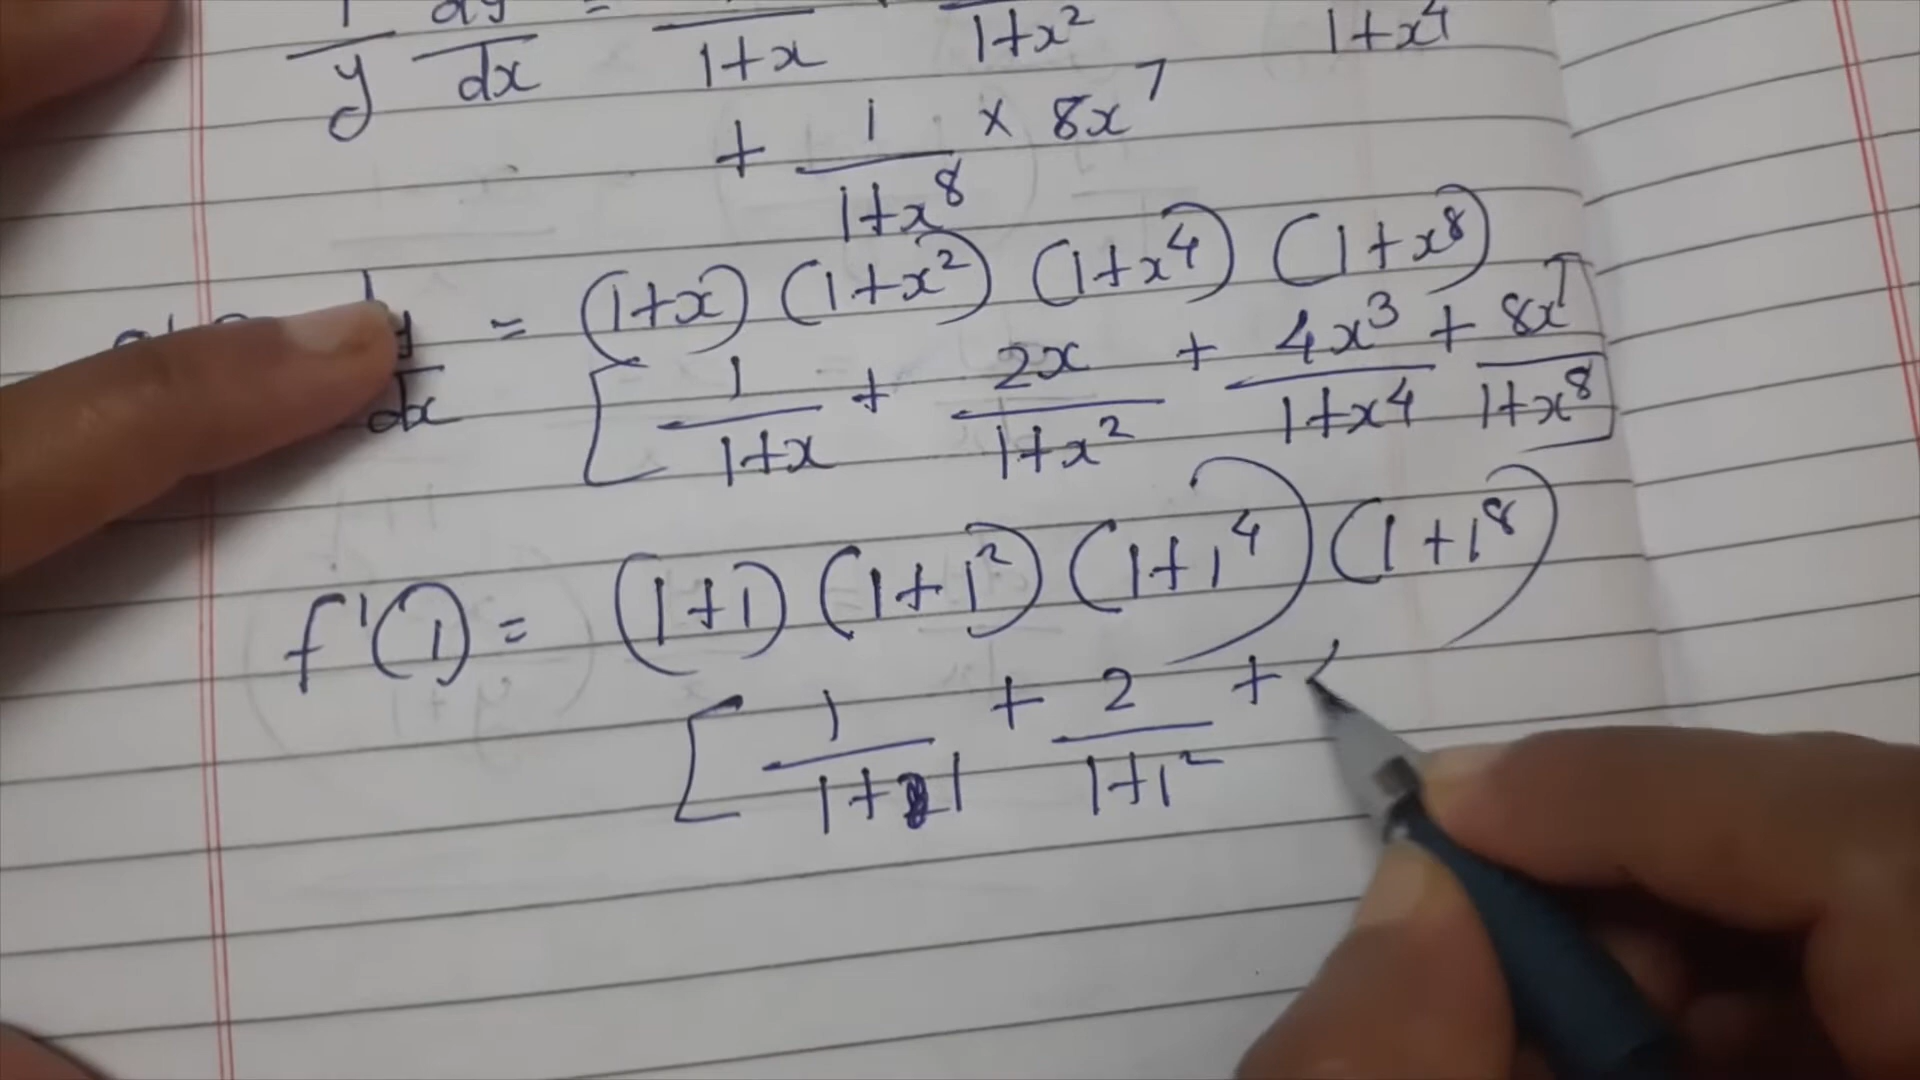 1/y dy/dx = 1/(1+x) 1/(1+x²) 1+x⁴
+ 1/(1+x⁸) × 8x⁷
dy/dx = (1+x) (1+x²) (1+x⁴) (1+x⁸)
[ 1/(1+x) + 2x/(1+x²) + 4x³/(1+x⁴) + 8x⁷/(1+x⁸) ]
f'(1) = (1+1) (1+1²) (1+1⁴) (1+1⁸)
[ 1/(1+1) + 2/(1+1²) +